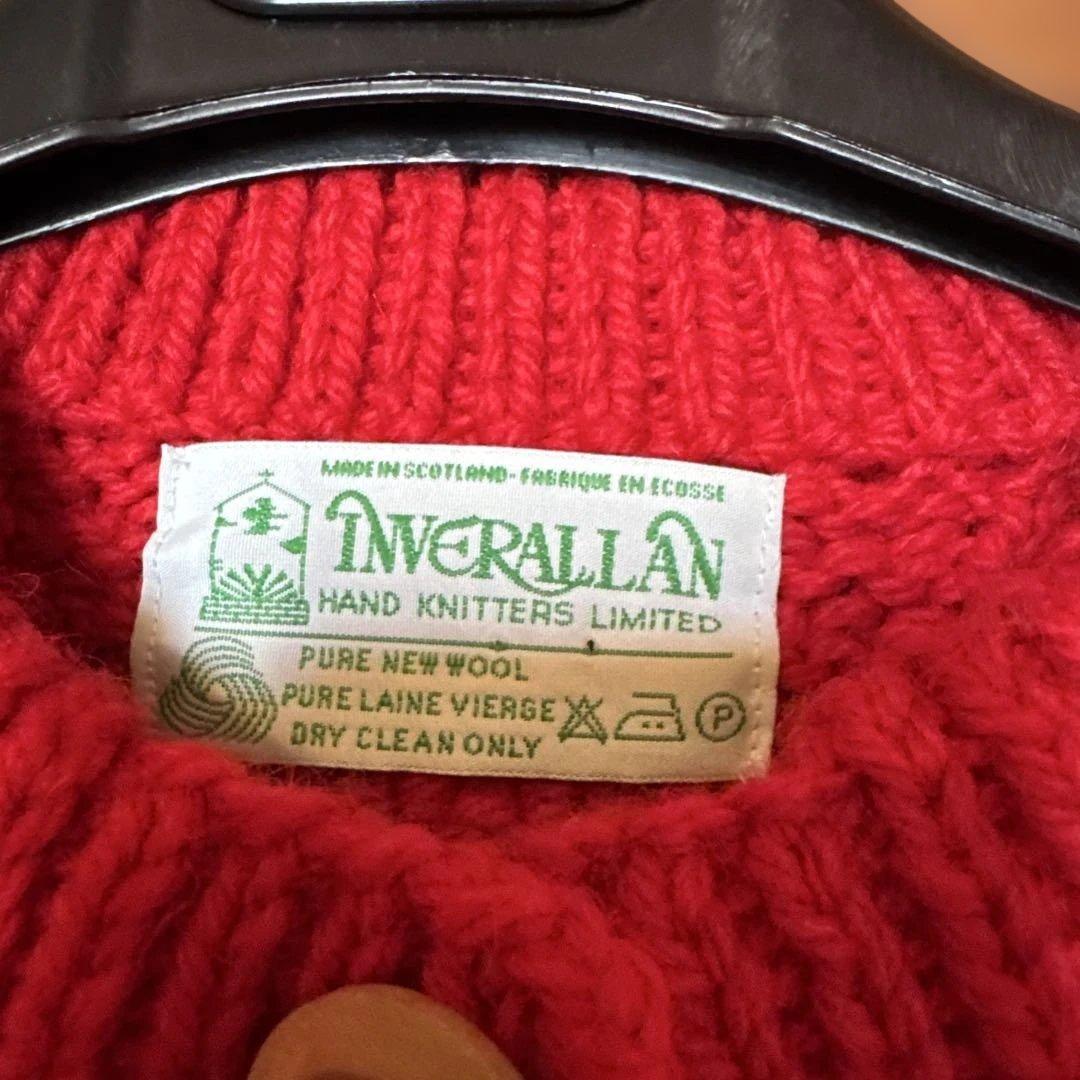 MADE IN SCOTLAND - FABRIQUE EN ECOSSE
INVERALLAN
HAND KNITTERS LIMITED
PURE NEW WOOL
PURE LAINE VIERGE
DRY CLEAN ONLY
P